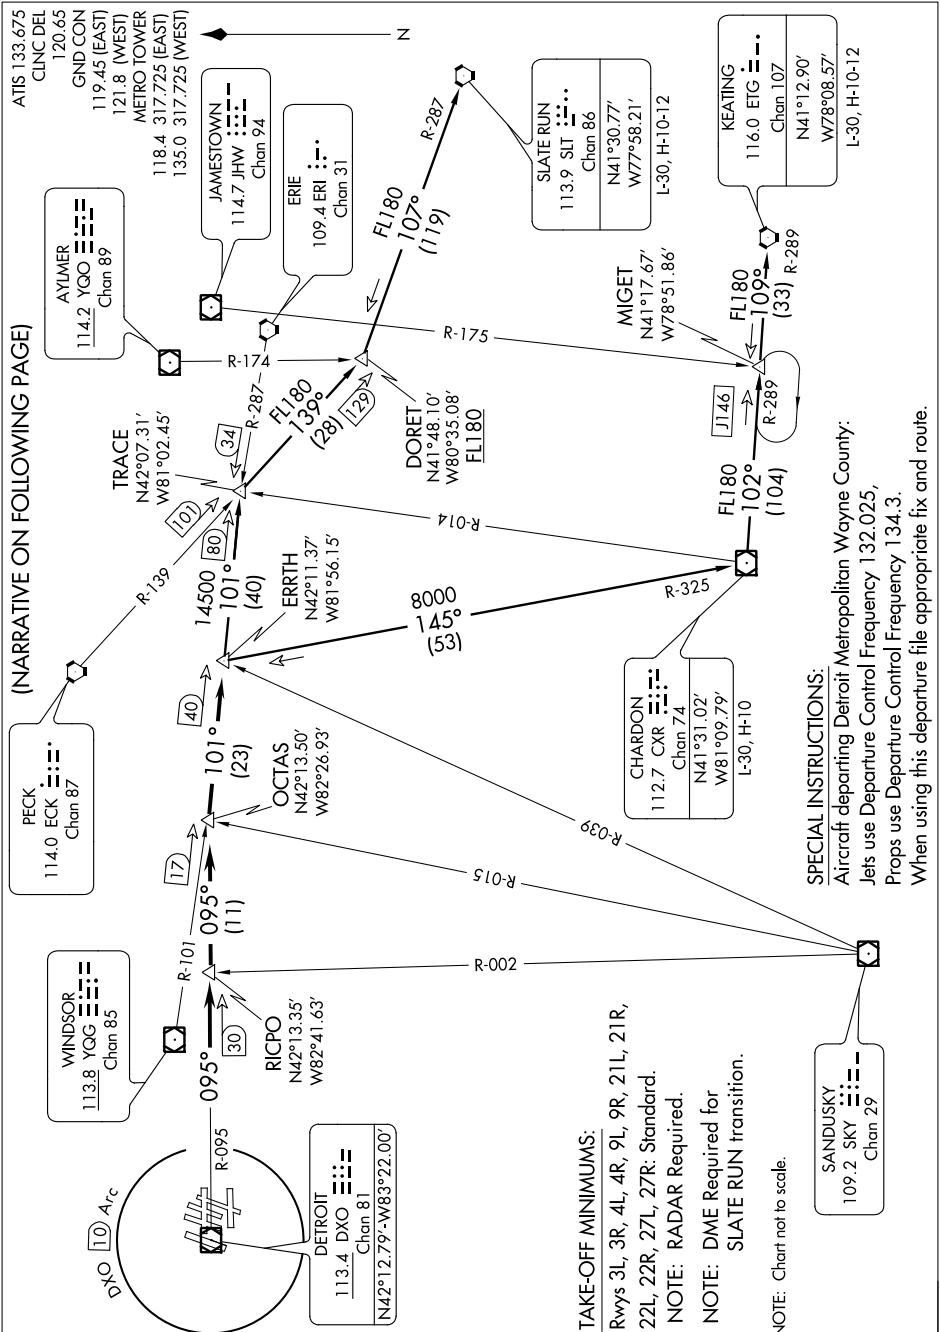 (NARRATIVE ON FOLLOWING PAGE)
ATIS 133.675
CLNC DEL
120.65
GND CON
119.45 (EAST)
121.8 (WEST)
METRO TOWER
118.4 317.725 (EAST)
135.0 317.725 (WEST)
N
PECK
114.0 ECK
Chan 87
AYLMER
114.2 YQO
Chan 89
JAMESTOWN
114.7 JHW
Chan 94
ERIE
109.4 ERI
Chan 31
WINDSOR
113.8 YQG
Chan 85
TRACE
N42°07.31′
W81°02.45′
DXO 10 Arc
R-095
095°
30
RICPO
N42°13.35′
W82°41.63′
R-101
17
095°
(11)
OCTAS
N42°13.50′
W82°26.93′
101°
(23)
40
ERRTH
N42°11.37′
W81°56.15′
R-139
101
80
34
14500
101°
(40)
R-287
R-174
FL180
139°
(28)
129
DORET
N41°48.10′
W80°35.08′
FL180
FL180
107°
(119)
R-287
SLATE RUN
113.9 SLT
Chan 86
N41°30.77′
W77°58.21′
L-30, H-10-12
R-175
R-014
8000
145°
(53)
R-325
R-039
R-015
R-002
DETROIT
113.4 DXO
Chan 81
N42°12.79′-W83°22.00′
CHARDON
112.7 CXR
Chan 74
N41°31.02′
W81°09.79′
L-30, H-10
FL180
102°
(104)
J146
R-289
MIGET
N41°17.67′
W78°51.86′
FL180
109°
(33)
R-289
KEATING
116.0 ETG
Chan 107
N41°12.90′
W78°08.57′
L-30, H-10-12
SANDUSKY
109.2 SKY
Chan 29
TAKE-OFF MINIMUMS:
Rwys 3L, 3R, 4L, 4R, 9L, 9R, 21L, 21R,
22L, 22R, 27L, 27R: Standard.
NOTE: RADAR Required.
NOTE: DME Required for
SLATE RUN transition.
NOTE: Chart not to scale.
SPECIAL INSTRUCTIONS:
Aircraft departing Detroit Metropolitan Wayne County:
Jets use Departure Control Frequency 132.025,
Props use Departure Control Frequency 134.3.
When using this departure file appropriate fix and route.